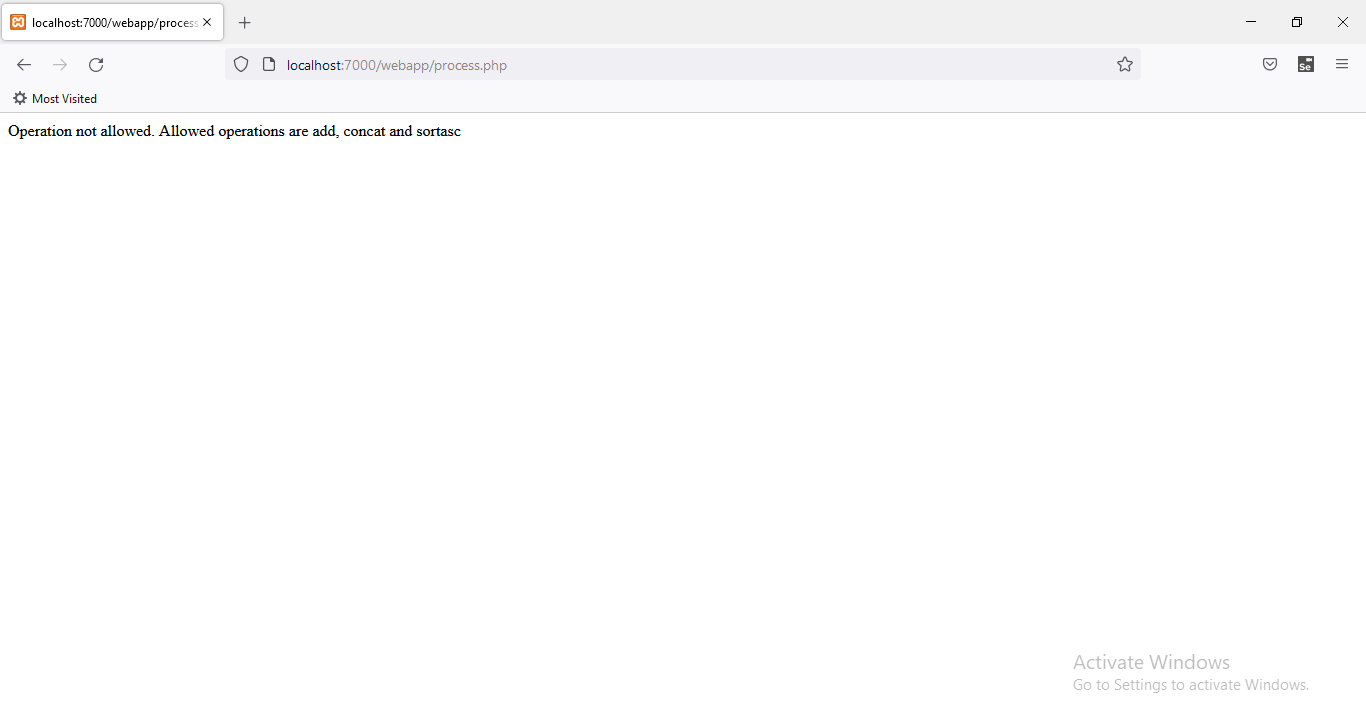 localhost:7000/webapp/process
localhost:7000/webapp/process.php
Se
Most Visited
Operation not allowed. Allowed operations are add, concat and sortasc
Activate Windows
Go to Settings to activate Windows.